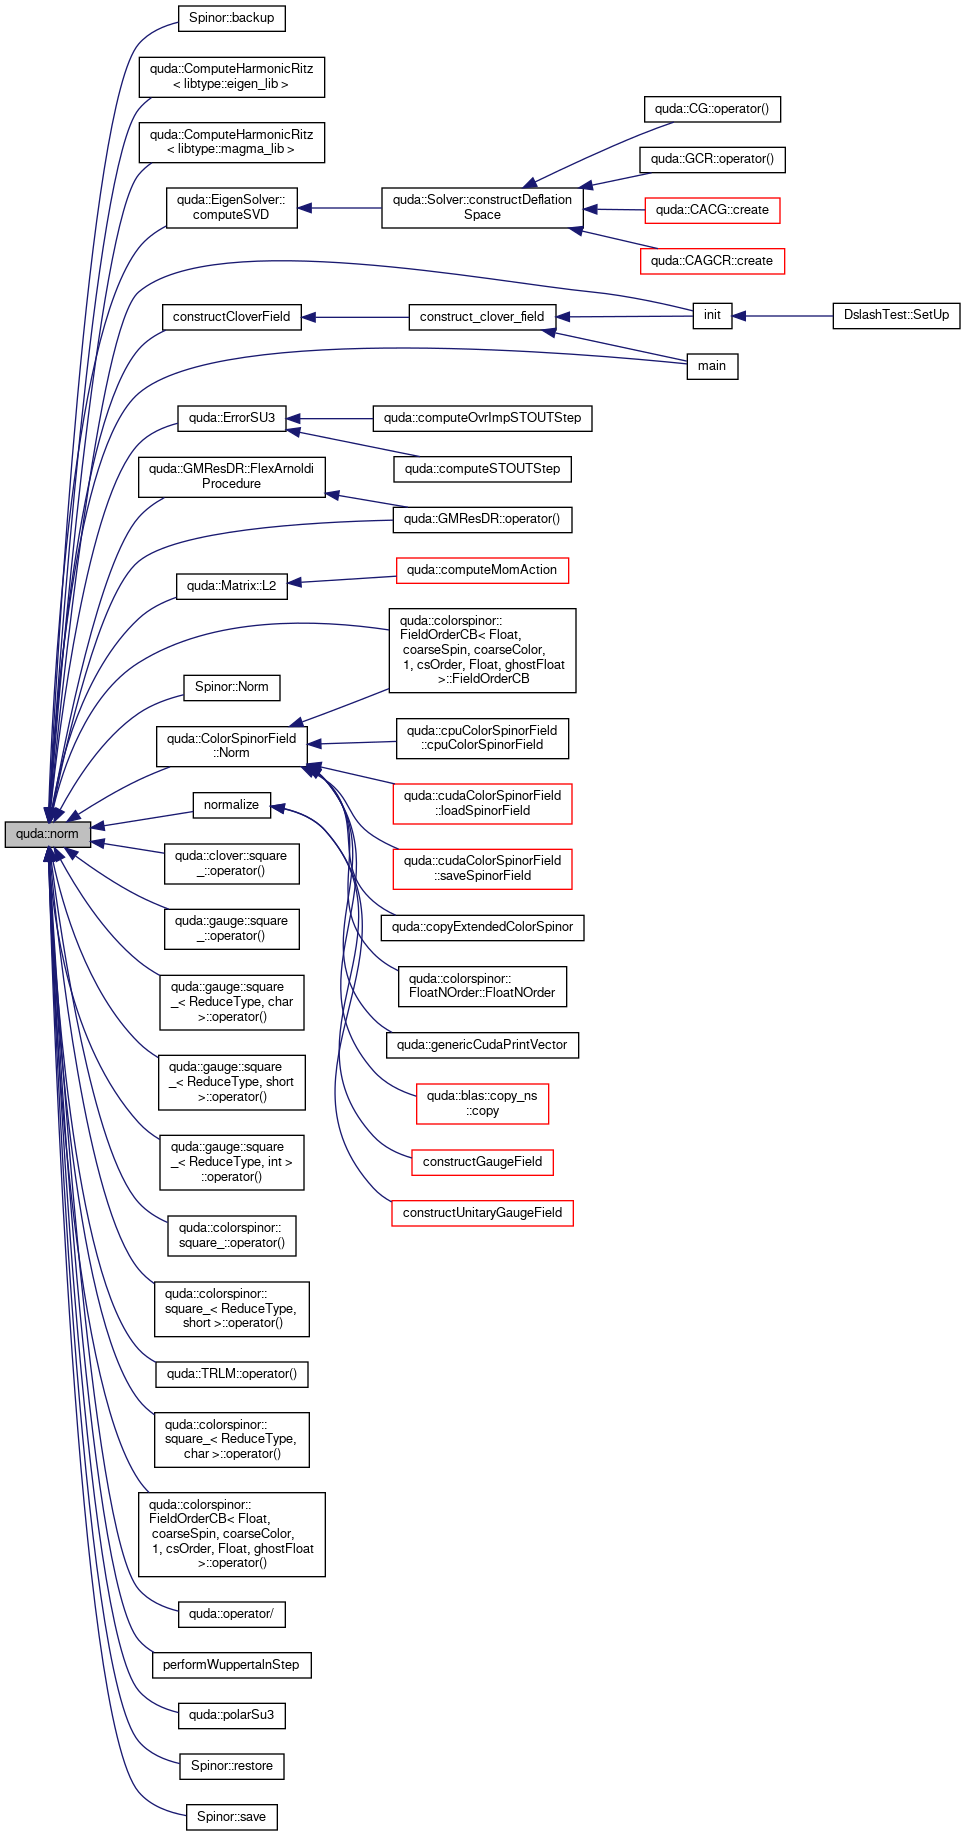 Spinor::backup
quda::ComputeHarmonicRitz
< libtype::eigen_lib >
quda::ComputeHarmonicRitz
< libtype::magma_lib >
quda::EigenSolver::
computeSVD
quda::Solver::constructDeflation
Space
quda::CG::operator()
quda::GCR::operator()
quda::CACG::create
quda::CAGCR::create
constructCloverField
construct_clover_field
init
DslashTest::SetUp
main
quda::ErrorSU3
quda::computeOvrImpSTOUTStep
quda::computeSTOUTStep
quda::GMResDR::FlexArnoldi
Procedure
quda::GMResDR::operator()
quda::Matrix::L2
quda::computeMomAction
quda::colorspinor::
FieldOrderCB< Float,
coarseSpin, coarseColor,
1, csOrder, Float, ghostFloat
>::FieldOrderCB
Spinor::Norm
quda::ColorSpinorField
::Norm
quda::cpuColorSpinorField
::cpuColorSpinorField
quda::cudaColorSpinorField
::loadSpinorField
normalize
quda::norm
quda::clover::square
_::operator()
quda::cudaColorSpinorField
::saveSpinorField
quda::gauge::square
_::operator()
quda::copyExtendedColorSpinor
quda::gauge::square
_< ReduceType, char
>::operator()
quda::colorspinor::
FloatNOrder::FloatNOrder
quda::genericCudaPrintVector
quda::gauge::square
_< ReduceType, short
>::operator()
quda::blas::copy_ns
::copy
quda::gauge::square
_< ReduceType, int >
::operator()
constructGaugeField
constructUnitaryGaugeField
quda::colorspinor::
square_::operator()
quda::colorspinor::
square_< ReduceType,
short >::operator()
quda::TRLM::operator()
quda::colorspinor::
square_< ReduceType,
char >::operator()
quda::colorspinor::
FieldOrderCB< Float,
coarseSpin, coarseColor,
1, csOrder, Float, ghostFloat
>::operator()
quda::operator/
performWuppertalnStep
quda::polarSu3
Spinor::restore
Spinor::save